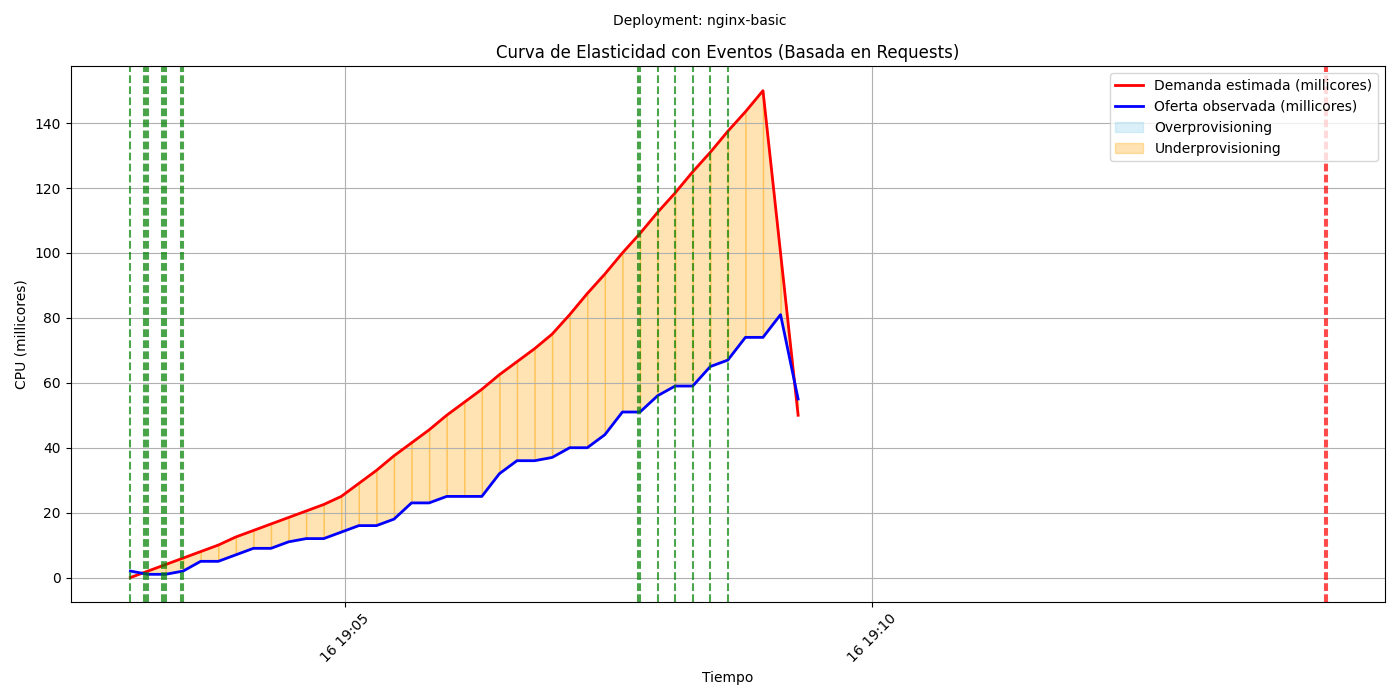 Deployment: nginx-basic
Curva de Elasticidad con Eventos (Basada en Requests)
Demanda estimada (millicores)
Oferta observada (millicores)
Overprovisioning
Underprovisioning
CPU (millicores)
140
120
100
80
60
40
20
0
16 19:05
16 19:10
Tiempo